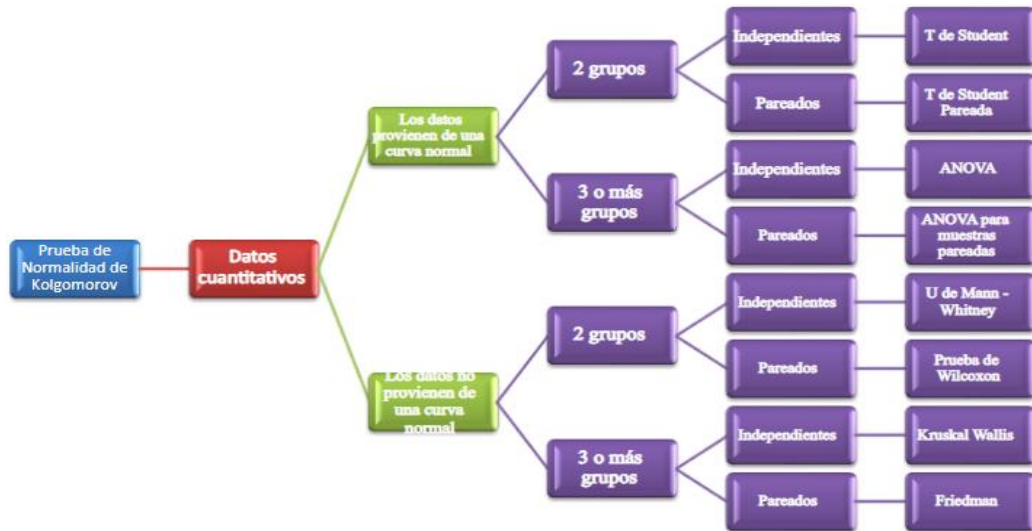 Prueba de
Normalidad de
Kolgomorov
Datos
cuantitativos
Los datos
provienen de una
curva normal
2 grupos
Independientes
T de Student
Pareados
T de Student
Pareada
3 o más
grupos
Independientes
ANOVA
Pareados
ANOVA para
muestras
pareadas
Los datos no
provienen de
una curva
normal
2 grupos
Independientes
U de Mann -
Whitney
Pareados
Prueba de
Wilcoxon
3 o más
grupos
Independientes
Kruskal Wallis
Pareados
Friedman